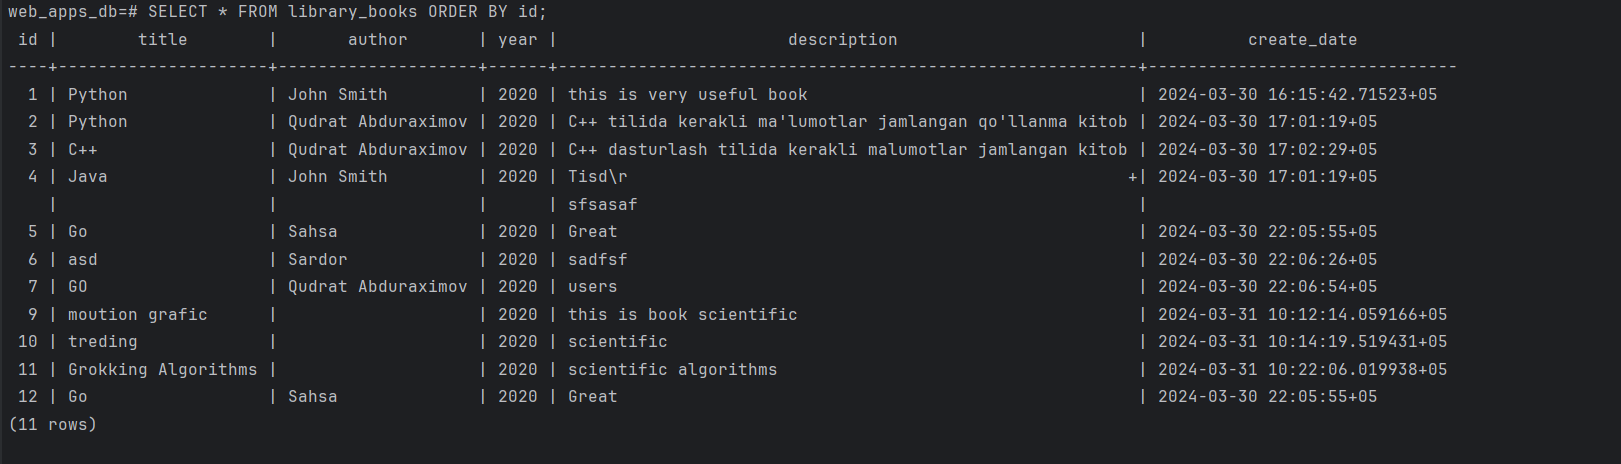 web_apps_db=# SELECT * FROM library_books ORDER BY id;
 id |        title        |       author       | year |                       description                        |          create_date
----+---------------------+--------------------+------+----------------------------------------------------------+-------------------------------
  1 | Python              | John Smith         | 2020 | this is very useful book                                 | 2024-03-30 16:15:42.71523+05
  2 | Python              | Qudrat Abduraximov | 2020 | C++ tilida kerakli ma'lumotlar jamlangan qo'llanma kitob | 2024-03-30 17:01:19+05
  3 | C++                 | Qudrat Abduraximov | 2020 | C++ dasturlash tilida kerakli malumotlar jamlangan kitob | 2024-03-30 17:02:29+05
  4 | Java                | John Smith         | 2020 | Tisd\r                                                  +| 2024-03-30 17:01:19+05
    |                     |                    |      | sfsasaf                                                  |
  5 | Go                  | Sahsa              | 2020 | Great                                                    | 2024-03-30 22:05:55+05
  6 | asd                 | Sardor             | 2020 | sadfsf                                                   | 2024-03-30 22:06:26+05
  7 | GO                  | Qudrat Abduraximov | 2020 | users                                                    | 2024-03-30 22:06:54+05
  9 | moution grafic      |                    | 2020 | this is book scientific                                  | 2024-03-31 10:12:14.059166+05
 10 | treding             |                    | 2020 | scientific                                               | 2024-03-31 10:14:19.519431+05
 11 | Grokking Algorithms |                    | 2020 | scientific algorithms                                    | 2024-03-31 10:22:06.019938+05
 12 | Go                  | Sahsa              | 2020 | Great                                                    | 2024-03-30 22:05:55+05
(11 rows)